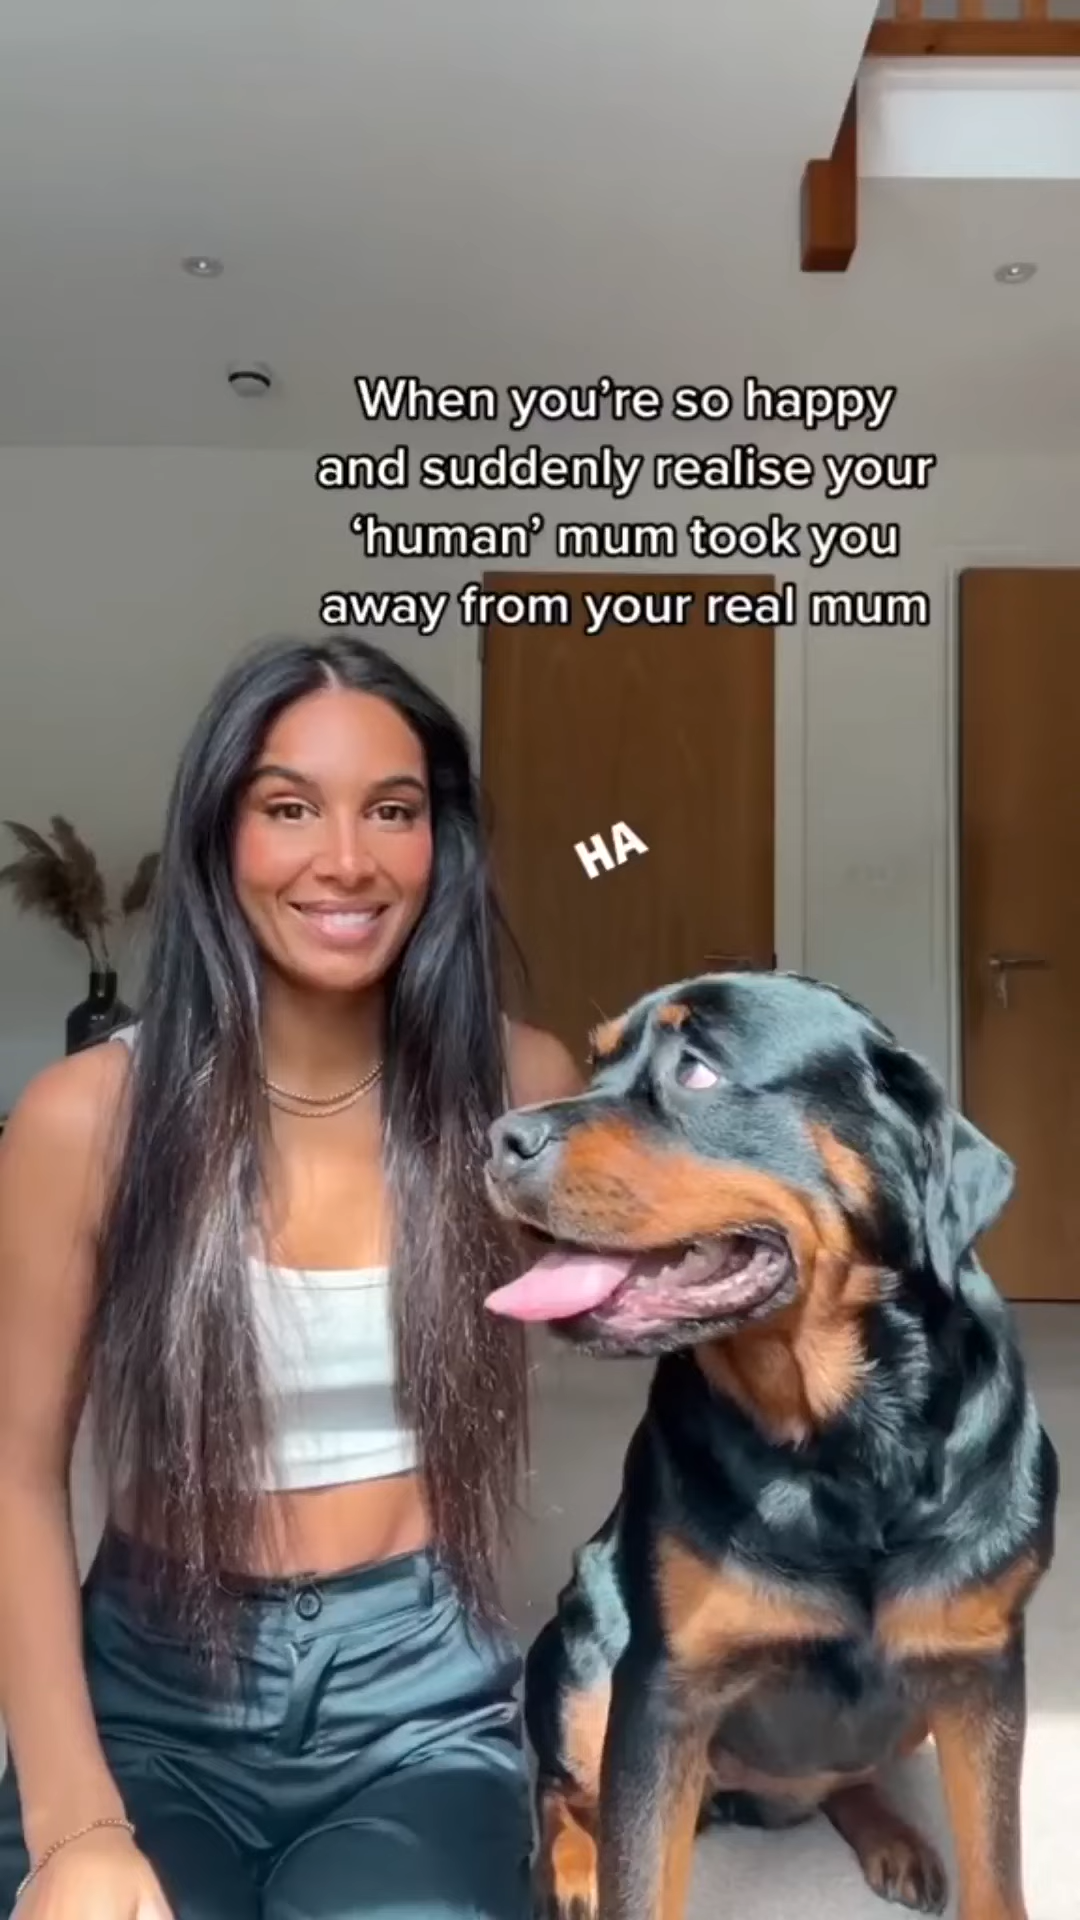 When you’re so happy
and suddenly realise your
‘human’ mum took you
away from your real mum
HA